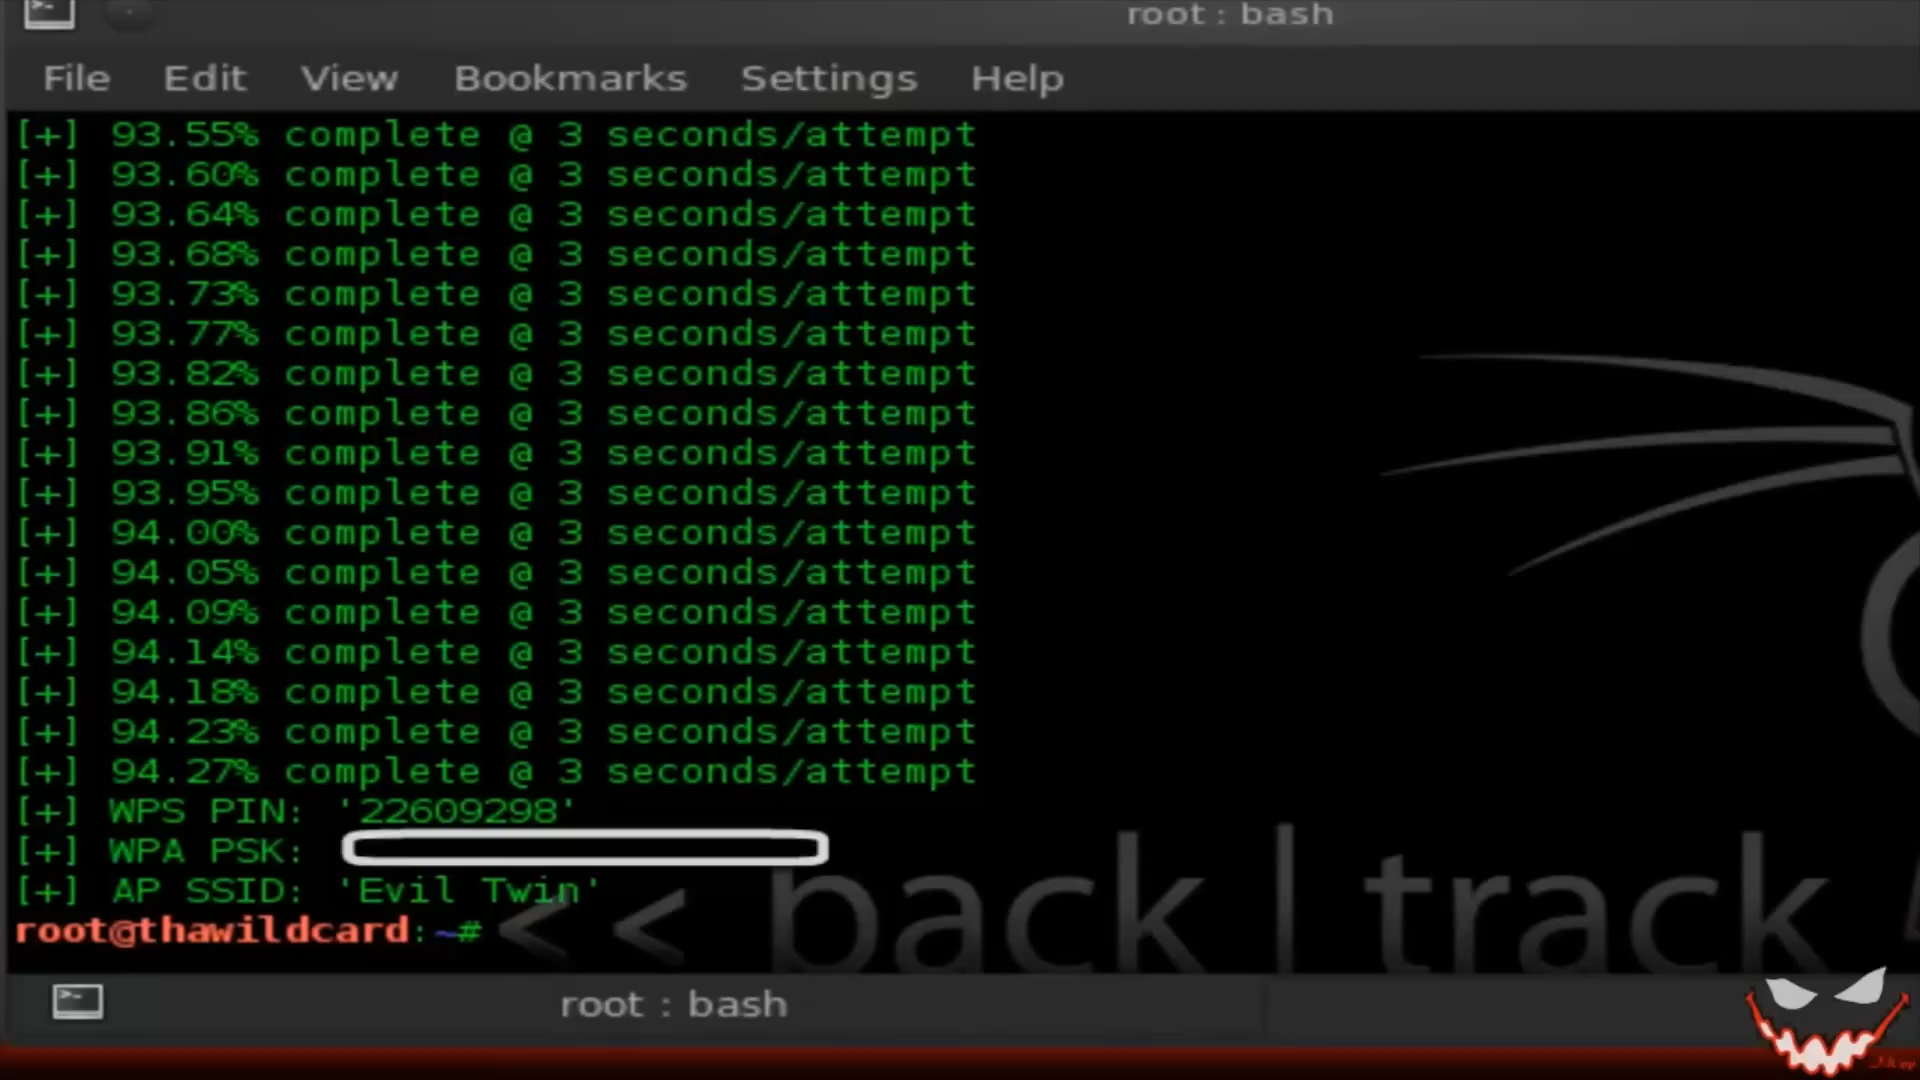 root : bash
File Edit View Bookmarks Settings Help
[+] 93.55% complete @ 3 seconds/attempt
[+] 93.60% complete @ 3 seconds/attempt
[+] 93.64% complete @ 3 seconds/attempt
[+] 93.68% complete @ 3 seconds/attempt
[+] 93.73% complete @ 3 seconds/attempt
[+] 93.77% complete @ 3 seconds/attempt
[+] 93.82% complete @ 3 seconds/attempt
[+] 93.86% complete @ 3 seconds/attempt
[+] 93.91% complete @ 3 seconds/attempt
[+] 93.95% complete @ 3 seconds/attempt
[+] 94.00% complete @ 3 seconds/attempt
[+] 94.05% complete @ 3 seconds/attempt
[+] 94.09% complete @ 3 seconds/attempt
[+] 94.14% complete @ 3 seconds/attempt
[+] 94.18% complete @ 3 seconds/attempt
[+] 94.23% complete @ 3 seconds/attempt
[+] 94.27% complete @ 3 seconds/attempt
[+] WPS PIN: '22609298'
[+] WPA PSK:
[+] AP SSID: 'Evil Twin'
root@thawildcard:~#
<< back | track
root : bash